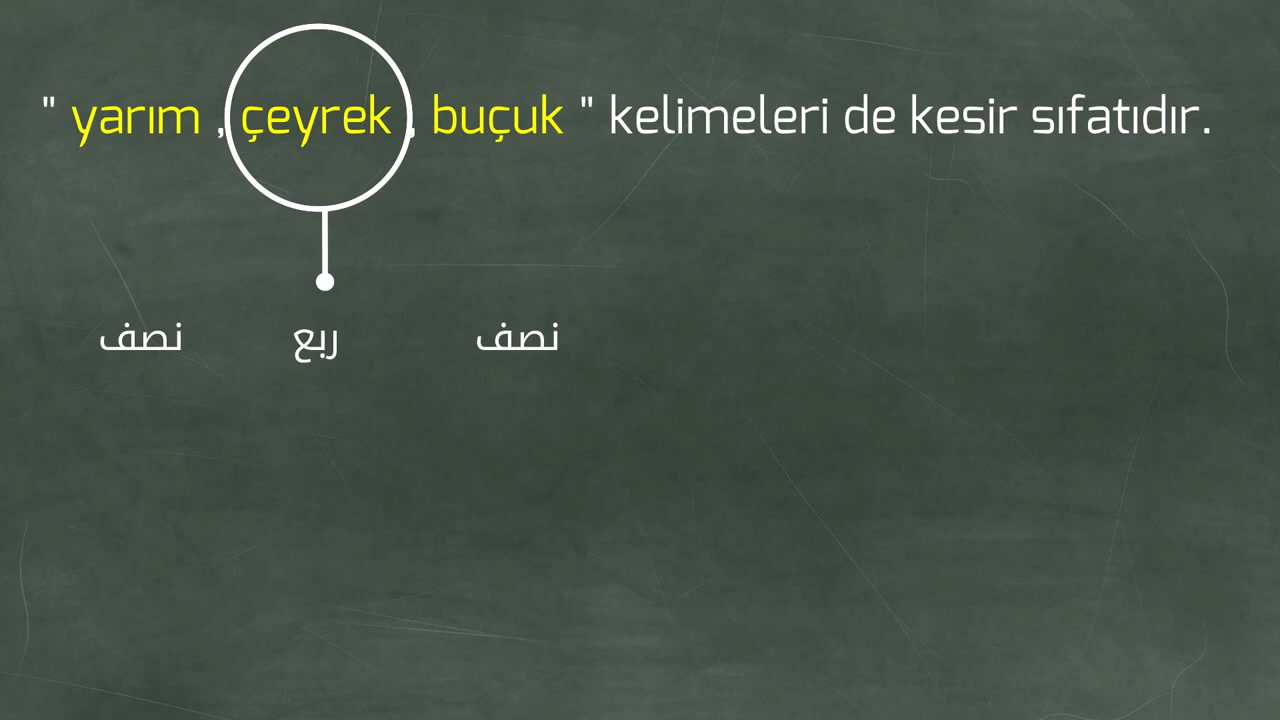 " yarım , çeyrek , buçuk " kelimeleri de kesir sıfatıdır.
نصف ربع نصف